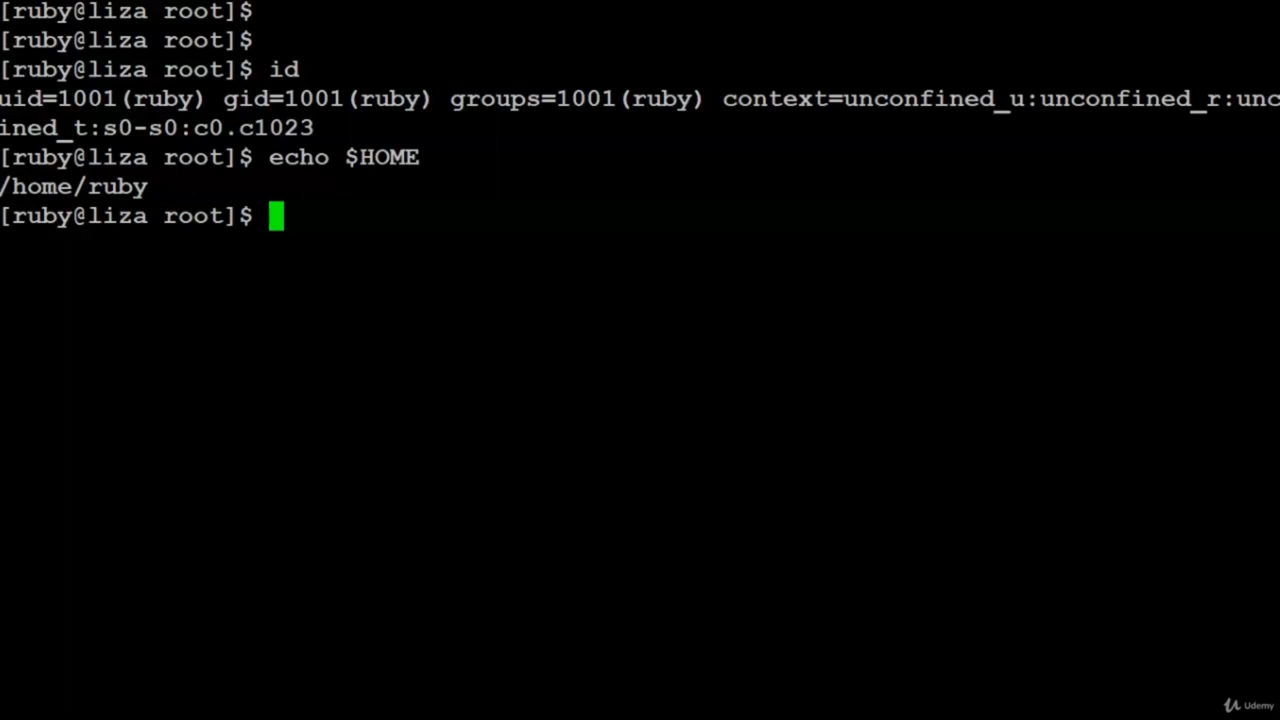 [ruby@liza root]$
[ruby@liza root]$
[ruby@liza root]$ id
uid=1001(ruby) gid=1001(ruby) groups=1001(ruby) context=unconfined_u:unconfined_r:unc
ined_t:s0-s0:c0.c1023
[ruby@liza root]$ echo $HOME
/home/ruby
[ruby@liza root]$
Udemy